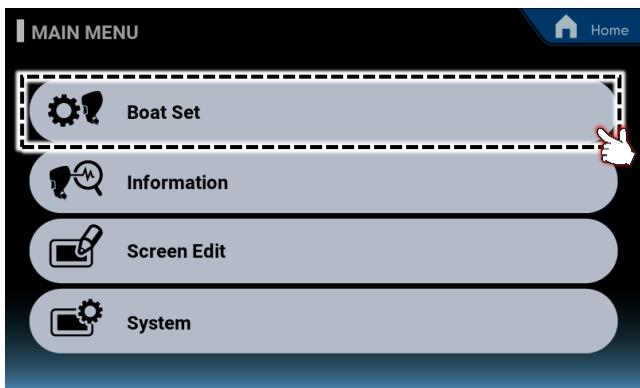 MAIN MENU
Home
Boat Set
Information
Screen Edit
System